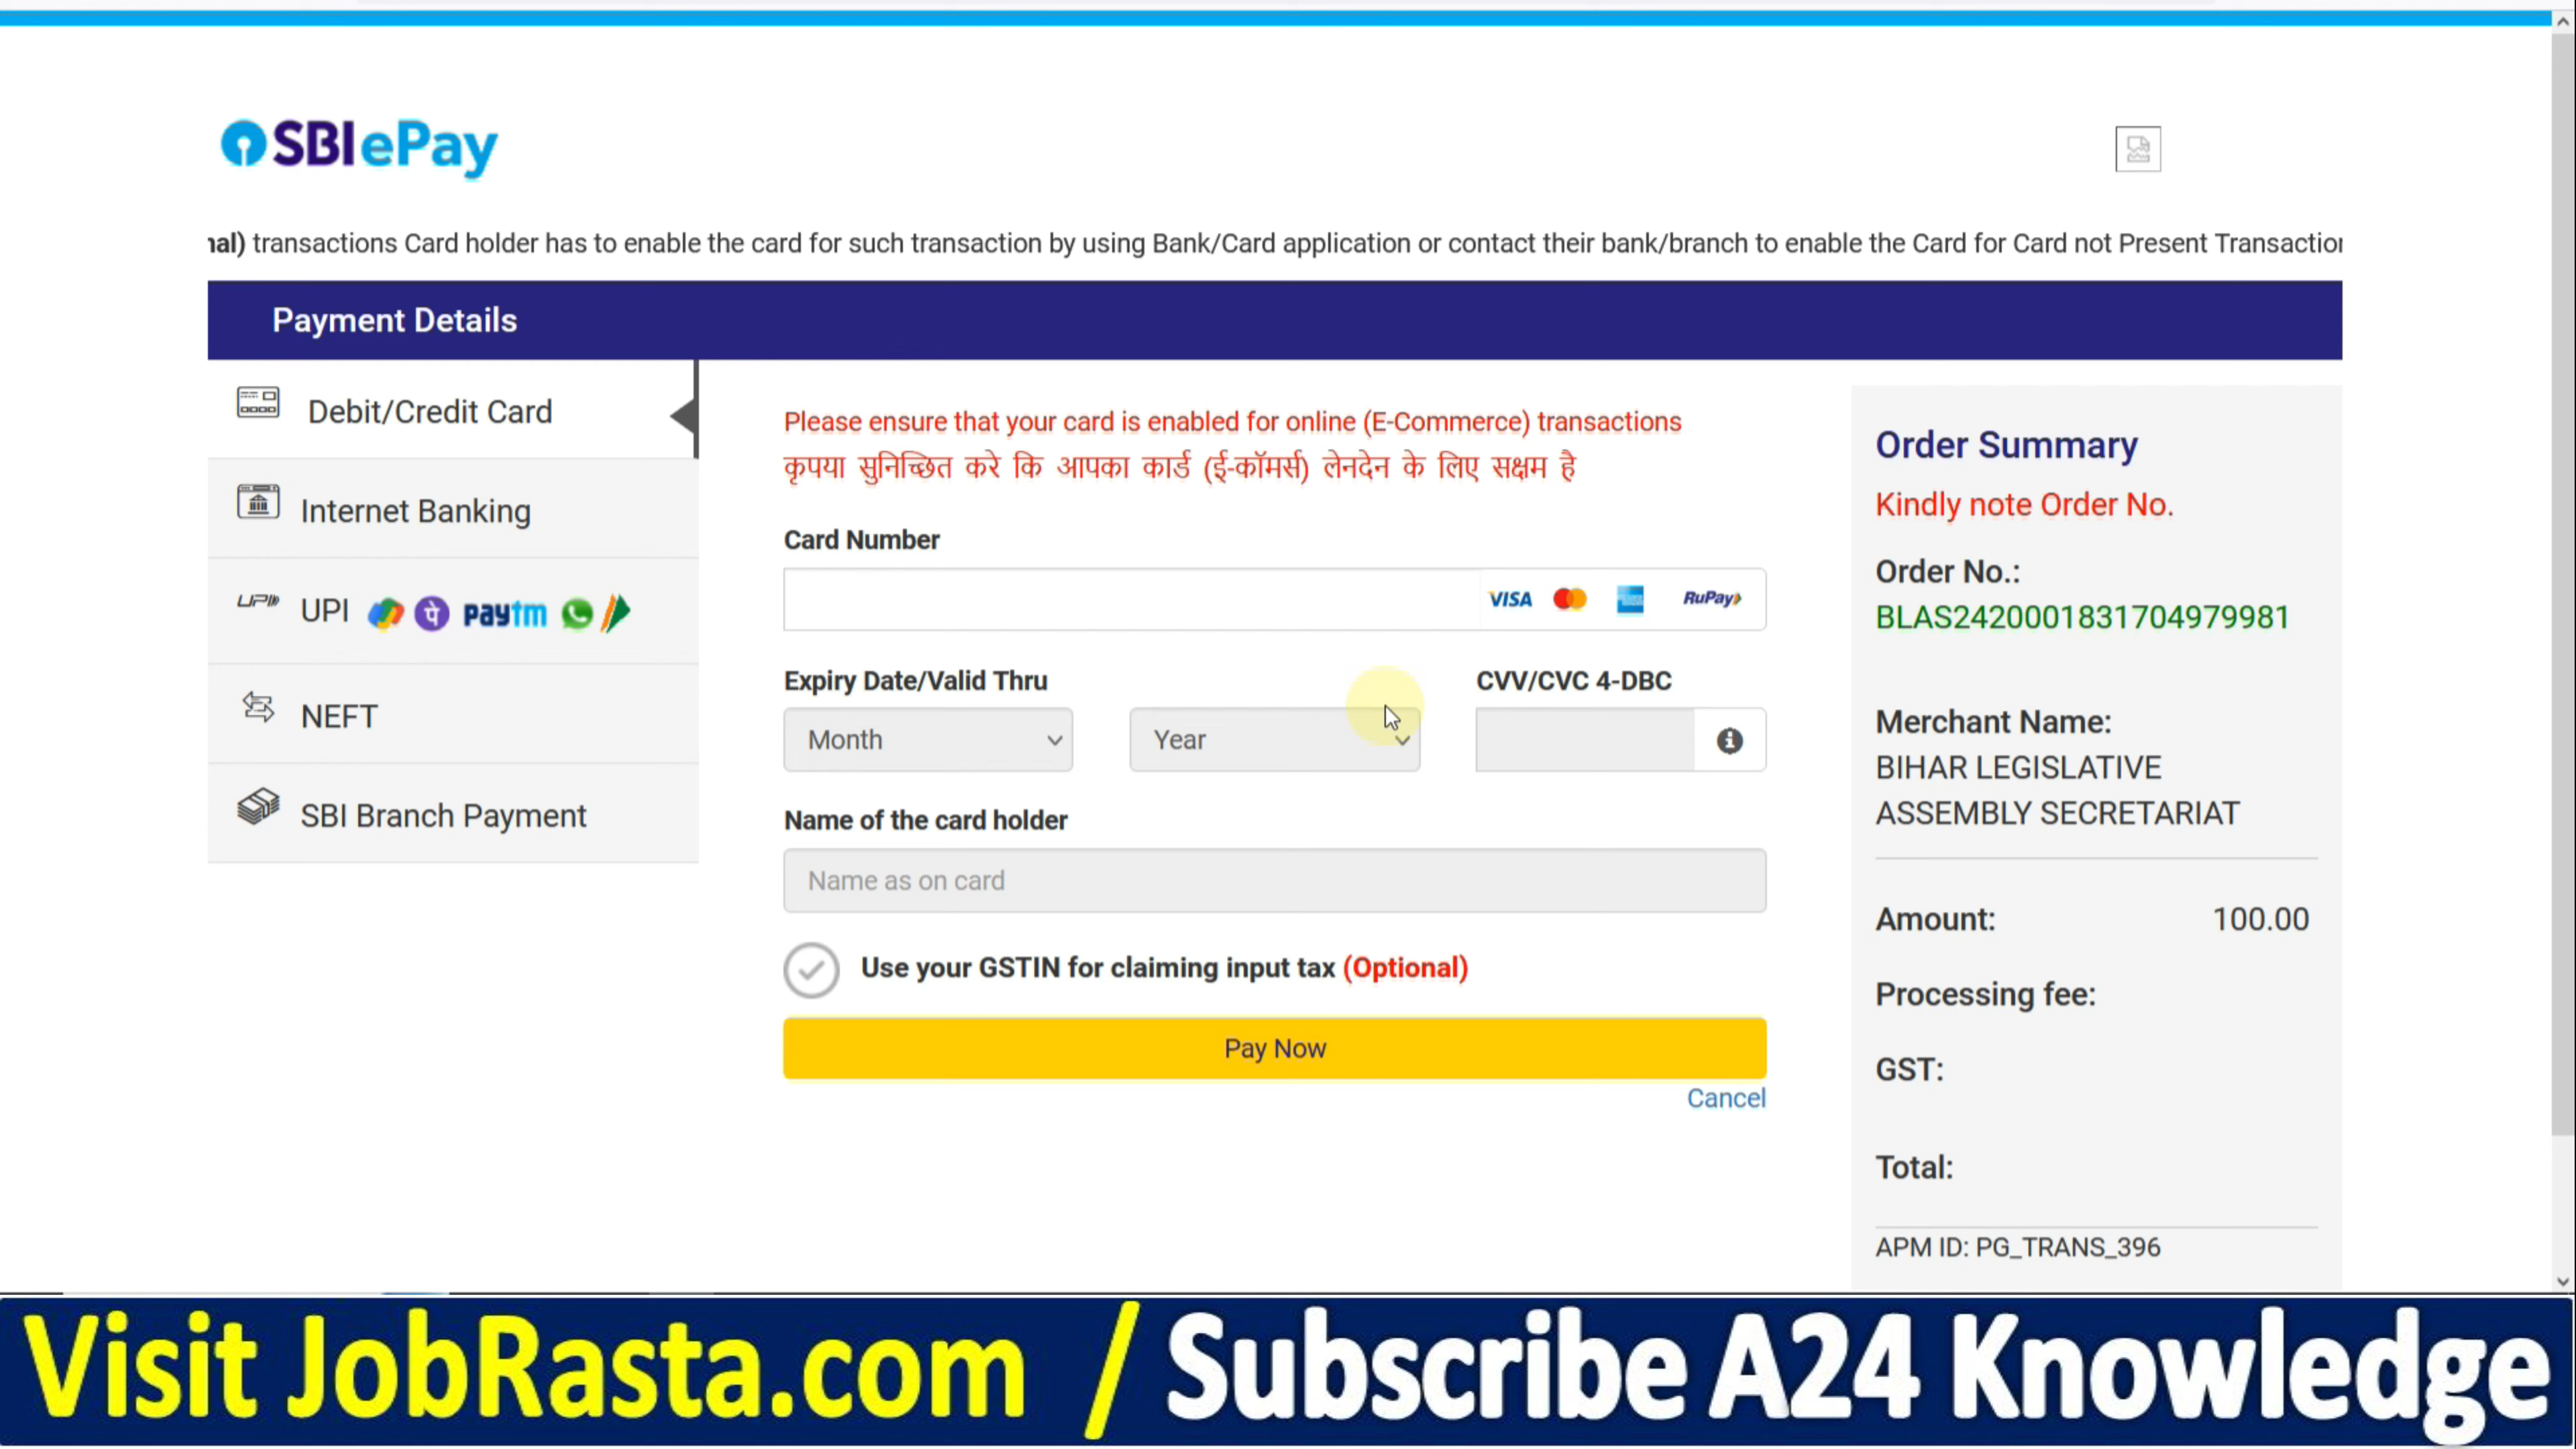 SBI ePay
nal) transactions Card holder has to enable the card for such transaction by using Bank/Card application or contact their bank/branch to enable the Card for Card not Present Transaction
Payment Details
Debit/Credit Card
Internet Banking
UPI UPI पे paytm
NEFT
SBI Branch Payment
Please ensure that your card is enabled for online (E-Commerce) transactions
कृपया सुनिच्छित करे कि आपका कार्ड (ई-कॉमर्स) लेनदेन के लिए सक्षम है
Card Number
VISA RuPay
Expiry Date/Valid Thru CVV/CVC 4-DBC
Month Year
Name of the card holder
Name as on card
Use your GSTIN for claiming input tax (Optional)
Pay Now
Cancel
Order Summary
Kindly note Order No.
Order No.:
BLAS2420001831704979981
Merchant Name:
BIHAR LEGISLATIVE
ASSEMBLY SECRETARIAT
Amount: 100.00
Processing fee:
GST:
Total:
APM ID: PG_TRANS_396
Visit JobRasta.com / Subscribe A24 Knowledge